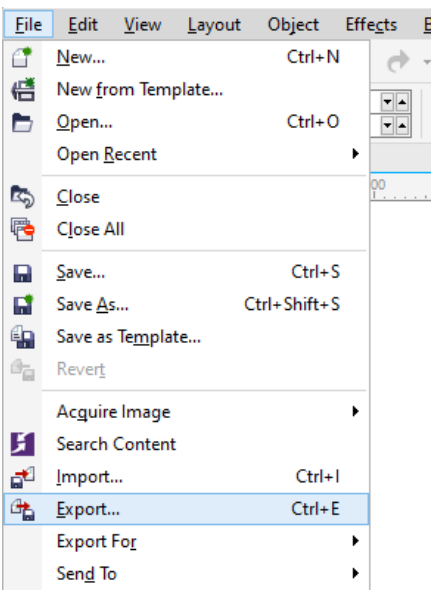 File Edit View Layout Object Effects
New... Ctrl+N
New from Template...
Open... Ctrl+O
Open Recent
00
Close
Close All
Save... Ctrl+S
Save As... Ctrl+Shift+S
Save as Template...
Revert
Acquire Image
Search Content
Import... Ctrl+I
Export... Ctrl+E
Export For
Send To